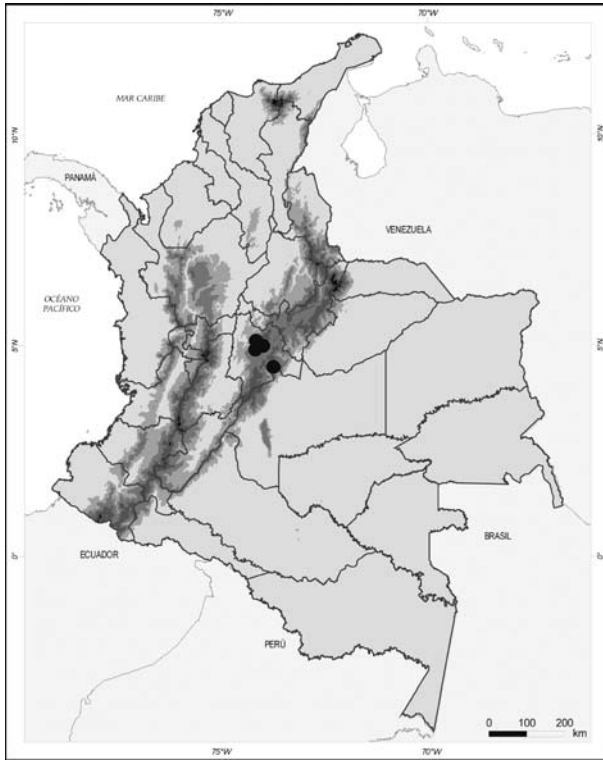 75°W 70°W
MAR CARIBE
10°N 10°N
PANAMÁ
VENEZUELA
OCÉANO
PACÍFICO
5°N 5°N
0° 0°
BRASIL
ECUADOR
PERÚ
0 100 200
km
75°W 70°W